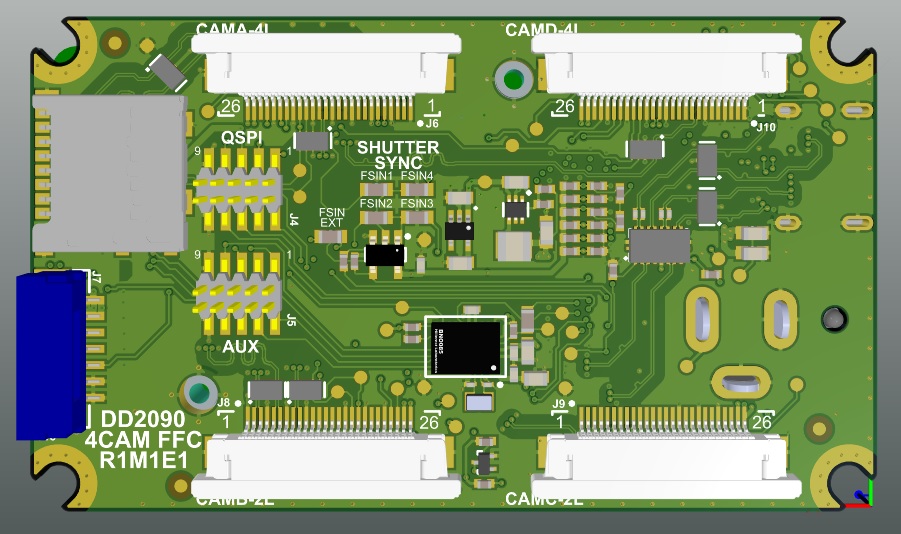 CAMA-4L
CAMD-4L
26
1
J6
26
1
J10
QSPI
9
1
J4
SHUTTER
SYNC
FSIN1 FSIN4
FSIN2 FSIN3
FSIN
EXT
9
1
J5
AUX
J7
BNO085
J8
1
26
J9
1
26
DD2090
4CAM FFC
R1M1E1
CAMB-2L
CAMC-2L